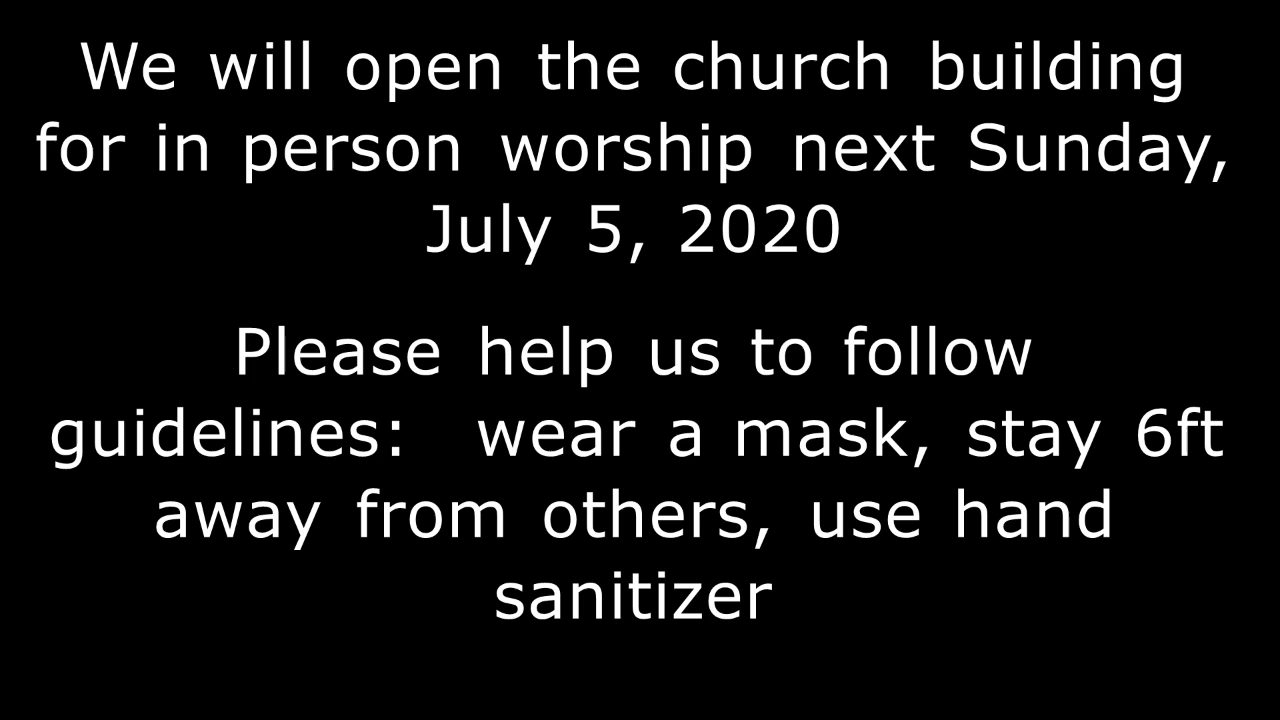 We will open the church building
for in person worship next Sunday,
July 5, 2020
Please help us to follow
guidelines: wear a mask, stay 6ft
away from others, use hand
sanitizer